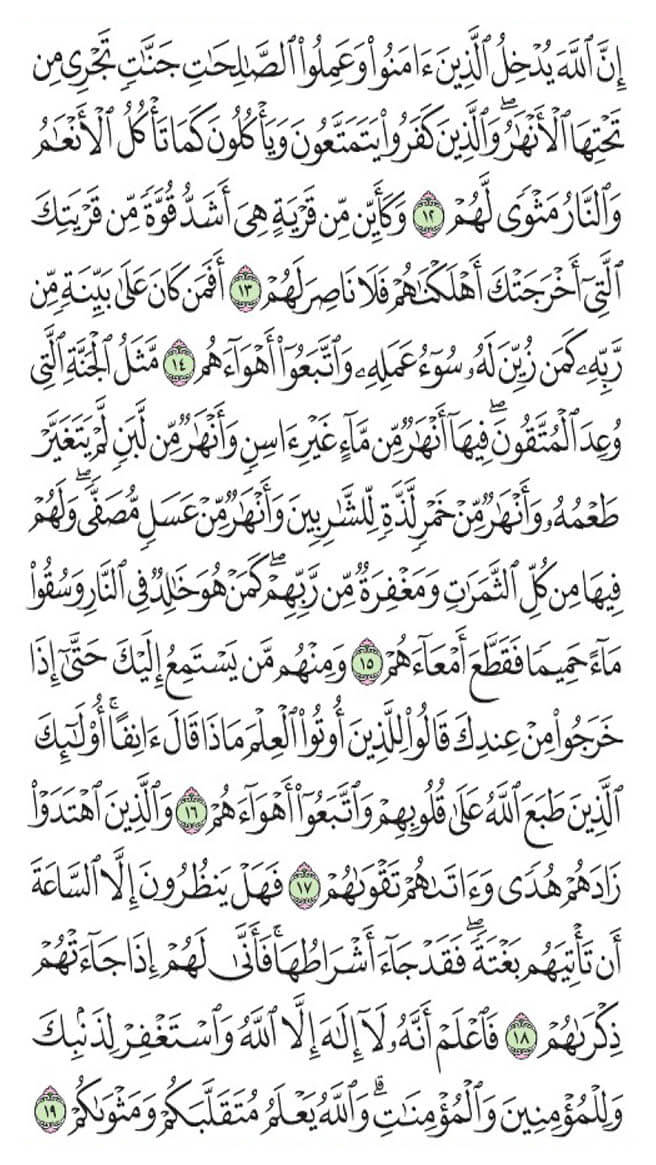 إِنَّ ٱللَّهَ يُدۡخِلُ ٱلَّذِينَ ءَامَنُواْ وَعَمِلُواْ ٱلصَّٰلِحَٰتِ جَنَّٰتٖ تَجۡرِي مِن
تَحۡتِهَا ٱلۡأَنۡهَٰرُۖ وَٱلَّذِينَ كَفَرُواْ يَتَمَتَّعُونَ وَيَأۡكُلُونَ كَمَا تَأۡكُلُ ٱلۡأَنۡعَٰمُ
وَٱلنَّارُ مَثۡوٗى لَّهُمۡ ١٢ وَكَأَيِّن مِّن قَرۡيَةٍ هِيَ أَشَدُّ قُوَّةٗ مِّن قَرۡيَتِكَ
ٱلَّتِيٓ أَخۡرَجَتۡكَ أَهۡلَكۡنَٰهُمۡ فَلَا نَاصِرَ لَهُمۡ ١٣ أَفَمَن كَانَ عَلَىٰ بَيِّنَةٖ مِّن
رَّبِّهِۦ كَمَن زُيِّنَ لَهُۥ سُوٓءُ عَمَلِهِۦ وَٱتَّبَعُوٓاْ أَهۡوَآءَهُم ١٤ مَّثَلُ ٱلۡجَنَّةِ ٱلَّتِي
وُعِدَ ٱلۡمُتَّقُونَۖ فِيهَآ أَنۡهَٰرٞ مِّن مَّآءٍ غَيۡرِ ءَاسِنٖ وَأَنۡهَٰرٞ مِّن لَّبَنٖ لَّمۡ يَتَغَيَّرۡ
طَعۡمُهُۥ وَأَنۡهَٰرٞ مِّنۡ خَمۡرٖ لَّذَّةٖ لِّلشَّٰرِبِينَ وَأَنۡهَٰرٞ مِّنۡ عَسَلٖ مُّصَفّٗىۖ وَلَهُمۡ
فِيهَا مِن كُلِّ ٱلثَّمَرَٰتِ وَمَغۡفِرَةٞ مِّن رَّبِّهِمۡۖ كَمَنۡ هُوَ خَٰلِدٞ فِي ٱلنَّارِ وَسُقُواْ
مَآءً حَمِيمٗا فَقَطَّعَ أَمۡعَآءَهُمۡ ١٥ وَمِنۡهُم مَّن يَسۡتَمِعُ إِلَيۡكَ حَتَّىٰٓ إِذَا
خَرَجُواْ مِنۡ عِندِكَ قَالُواْ لِلَّذِينَ أُوتُواْ ٱلۡعِلۡمَ مَاذَا قَالَ ءَانِفًاۚ أُوْلَٰٓئِكَ
ٱلَّذِينَ طَبَعَ ٱللَّهُ عَلَىٰ قُلُوبِهِمۡ وَٱتَّبَعُوٓاْ أَهۡوَآءَهُمۡ ١٦ وَٱلَّذِينَ ٱهۡتَدَوۡاْ
زَادَهُمۡ هُدٗى وَءَاتَىٰهُمۡ تَقۡوَىٰهُمۡ ١٧ فَهَلۡ يَنظُرُونَ إِلَّا ٱلسَّاعَةَ
أَن تَأۡتِيَهُم بَغۡتَةٗۖ فَقَدۡ جَآءَ أَشۡرَاطُهَاۚ فَأَنَّىٰ لَهُمۡ إِذَا جَآءَتۡهُمۡ
ذِكۡرَىٰهُمۡ ١٨ فَٱعۡلَمۡ أَنَّهُۥ لَآ إِلَٰهَ إِلَّا ٱللَّهُ وَٱسۡتَغۡفِرۡ لِذَنۢبِكَ
وَلِلۡمُؤۡمِنِينَ وَٱلۡمُؤۡمِنَٰتِۗ وَٱللَّهُ يَعۡلَمُ مُتَقَلَّبَكُمۡ وَمَثۡوَىٰكُمۡ ١٩